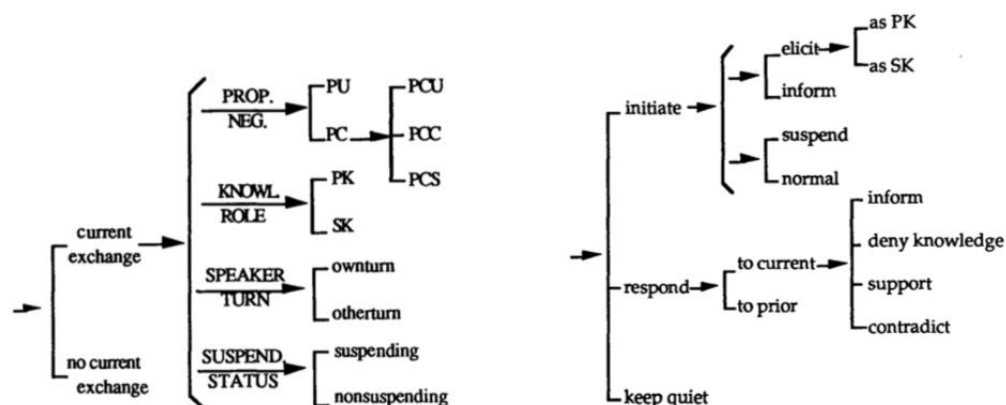 PROP.
NEG.
PU
PC
PCU
PCC
PCS
KNOWL.
ROLE
PK
SK
current
exchange
SPEAKER
TURN
ownturn
otherturn
no current
exchange
SUSPEND.
STATUS
suspending
nonsuspending
initiate
elicit
as PK
as SK
inform
suspend
normal
respond
to current
to prior
inform
deny knowledge
support
contradict
keep quiet